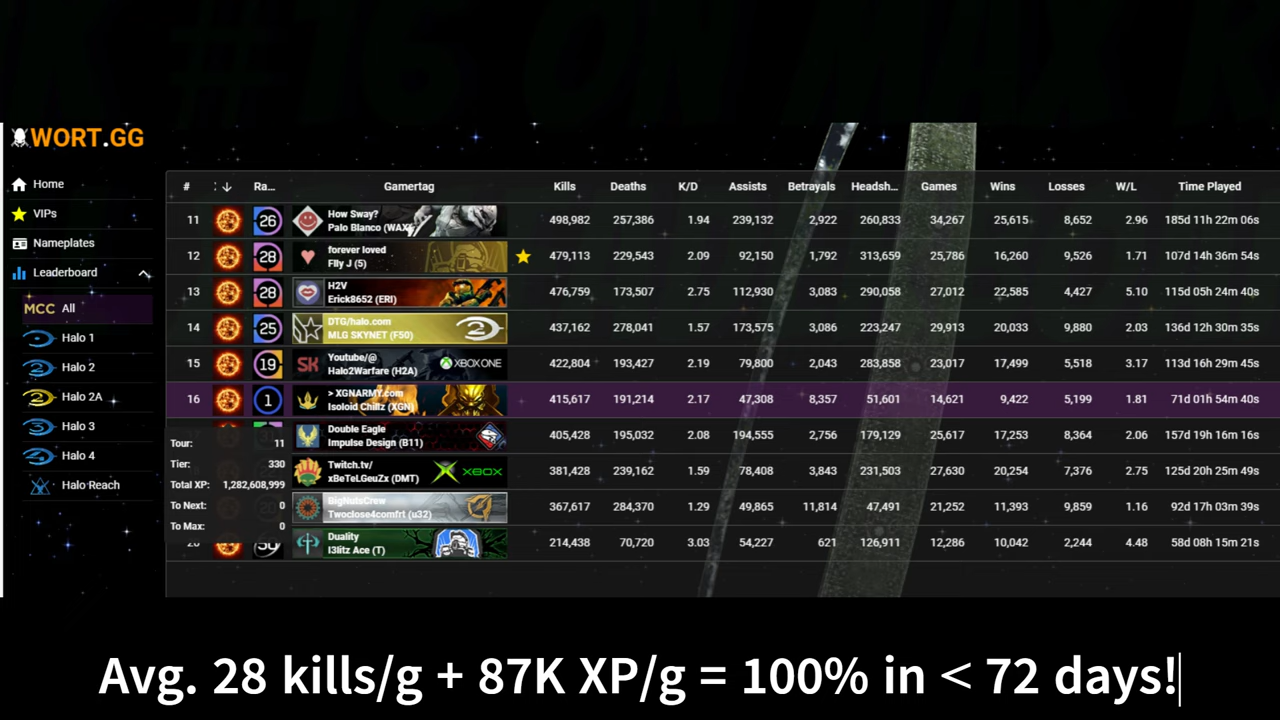 #16 ON MAX
WORT.GG
Home
VIPs
Nameplates
Leaderboard
MCC All
Halo 1
Halo 2
Halo 2A
Halo 3
Halo 4
Halo Reach
# Ra... Gamertag Kills Deaths K/D Assists Betrayals Headsh... Games Wins Losses W/L Time Played
11 26 How Sway? Palo Blanco (WAX) 498,982 257,386 1.94 239,132 2,922 260,833 34,267 25,615 8,652 2.96 185d 11h 22m 06s
12 28 forever loved Flly J (5) 479,113 229,543 2.09 92,150 1,792 313,659 25,786 16,260 9,526 1.71 107d 14h 36m 54s
13 28 H2V Erick8652 (ERI) 476,759 173,507 2.75 112,930 3,083 290,058 27,012 22,585 4,427 5.10 115d 05h 24m 40s
14 25 DTG/halo.com MLG SKYNET (F50) 437,162 278,041 1.57 173,575 3,086 223,247 29,913 20,033 9,880 2.03 136d 12h 30m 35s
15 19 SK Youtube/@ Halo2Warfare (H2A) XBOX ONE 422,804 193,427 2.19 79,800 2,043 283,858 23,017 17,499 5,518 3.17 113d 16h 29m 45s
16 1 > XGNARMY.com Isoloid Chillz (XGN) 415,617 191,214 2.17 47,308 8,357 51,601 14,621 9,422 5,199 1.81 71d 01h 54m 40s
Double Eagle Impulse Design (B11) 405,428 195,032 2.08 194,555 2,756 179,129 25,617 17,253 8,364 2.06 157d 19h 16m 16s
Twitch.tv/ xBeTeLGeuZx (DMT) XBOX 381,428 239,162 1.59 78,408 3,843 231,503 27,630 20,254 7,376 2.75 125d 20h 25m 49s
BigNutsCrew Twoclose4comfrt (u32) 367,617 284,370 1.29 49,865 11,814 47,491 21,252 11,393 9,859 1.16 92d 17h 03m 39s
Duality l3litz Ace (T) 214,438 70,720 3.03 54,227 621 126,911 12,286 10,042 2,244 4.48 58d 08h 15m 21s
Tour: 11
Tier: 330
Total XP: 1,282,608,999
To Next: 0
To Max: 0
Avg. 28 kills/g + 87K XP/g = 100% in < 72 days!